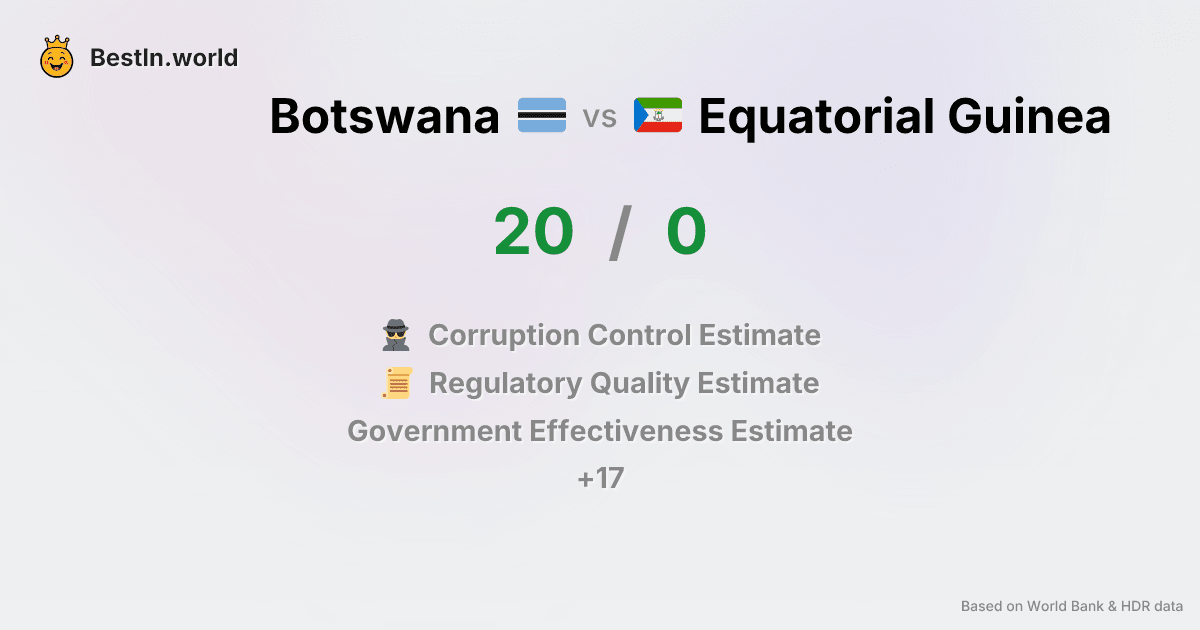 BestIn.world
Botswana vs Equatorial Guinea
20 / 0
Corruption Control Estimate
Regulatory Quality Estimate
Government Effectiveness Estimate
+17
Based on World Bank & HDR data